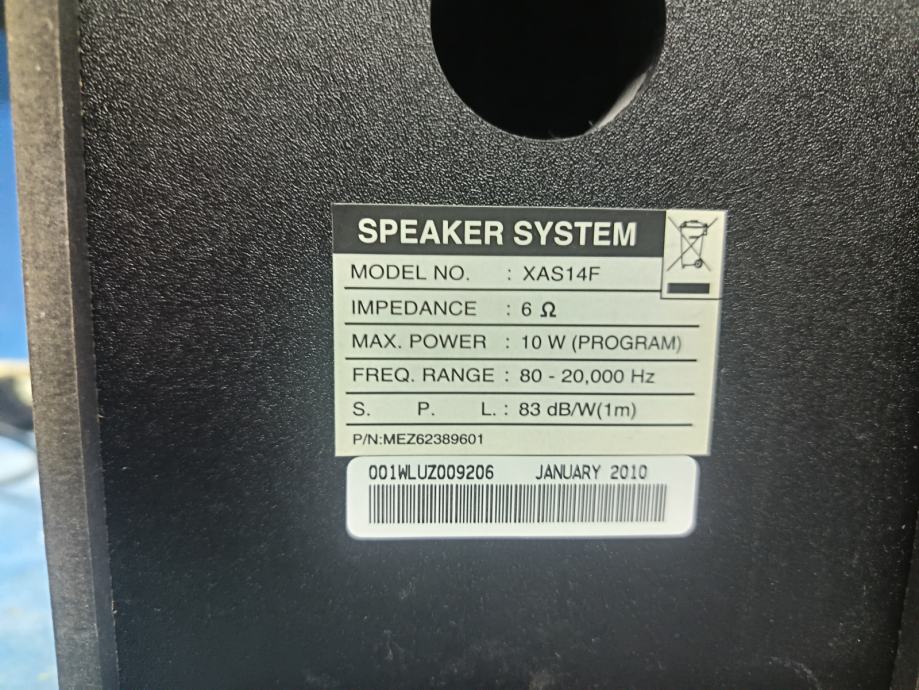 SPEAKER SYSTEM
MODEL NO. : XAS14F
IMPEDANCE : 6 Ω
MAX. POWER : 10 W (PROGRAM)
FREQ. RANGE : 80 - 20,000 Hz
S. P. L. : 83 dB/W(1m)
P/N:MEZ62389601
001WLUZ009206 JANUARY 2010